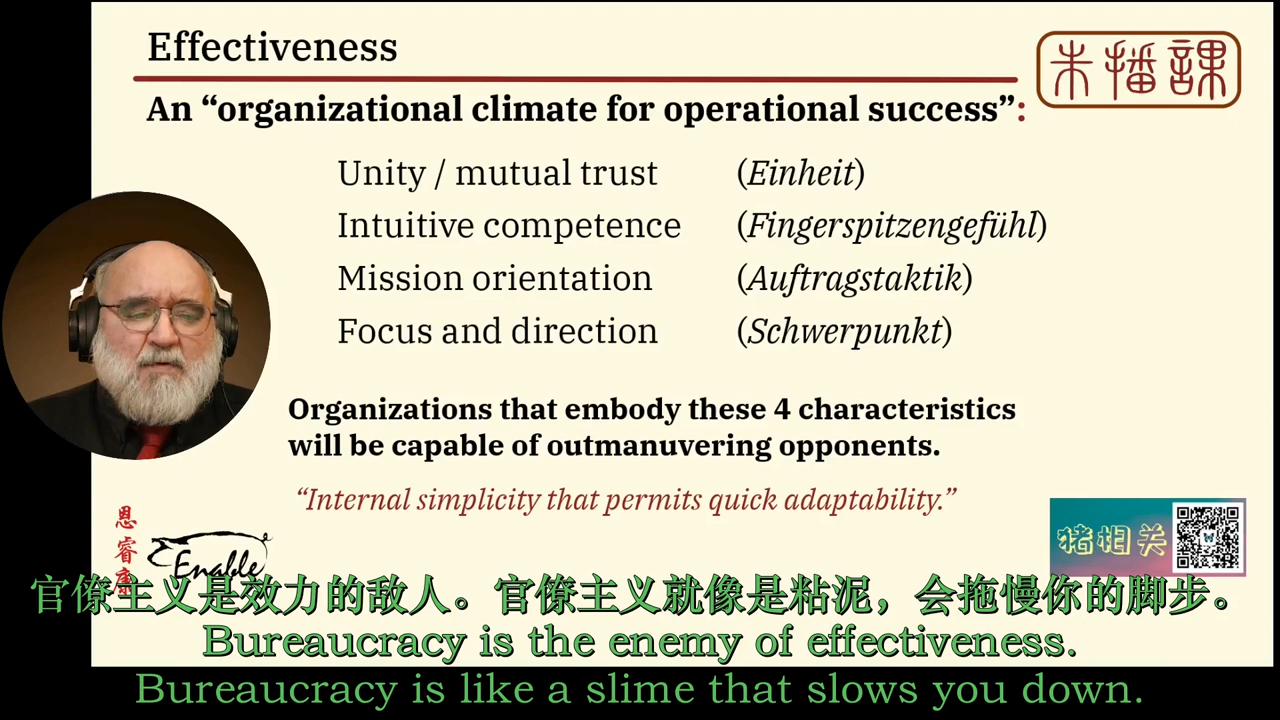 Effectiveness
未播課
An “organizational climate for operational success”:
Unity / mutual trust (Einheit)
Intuitive competence (Fingerspitzengefühl)
Mission orientation (Auftragstaktik)
Focus and direction (Schwerpunkt)
Organizations that embody these 4 characteristics
will be capable of outmanuvering opponents.
“Internal simplicity that permits quick adaptability.”
恩睿康
Enable
猪相关
官僚主义是效力的敌人。官僚主义就像是粘泥，会拖慢你的脚步。
Bureaucracy is the enemy of effectiveness.
Bureaucracy is like a slime that slows you down.